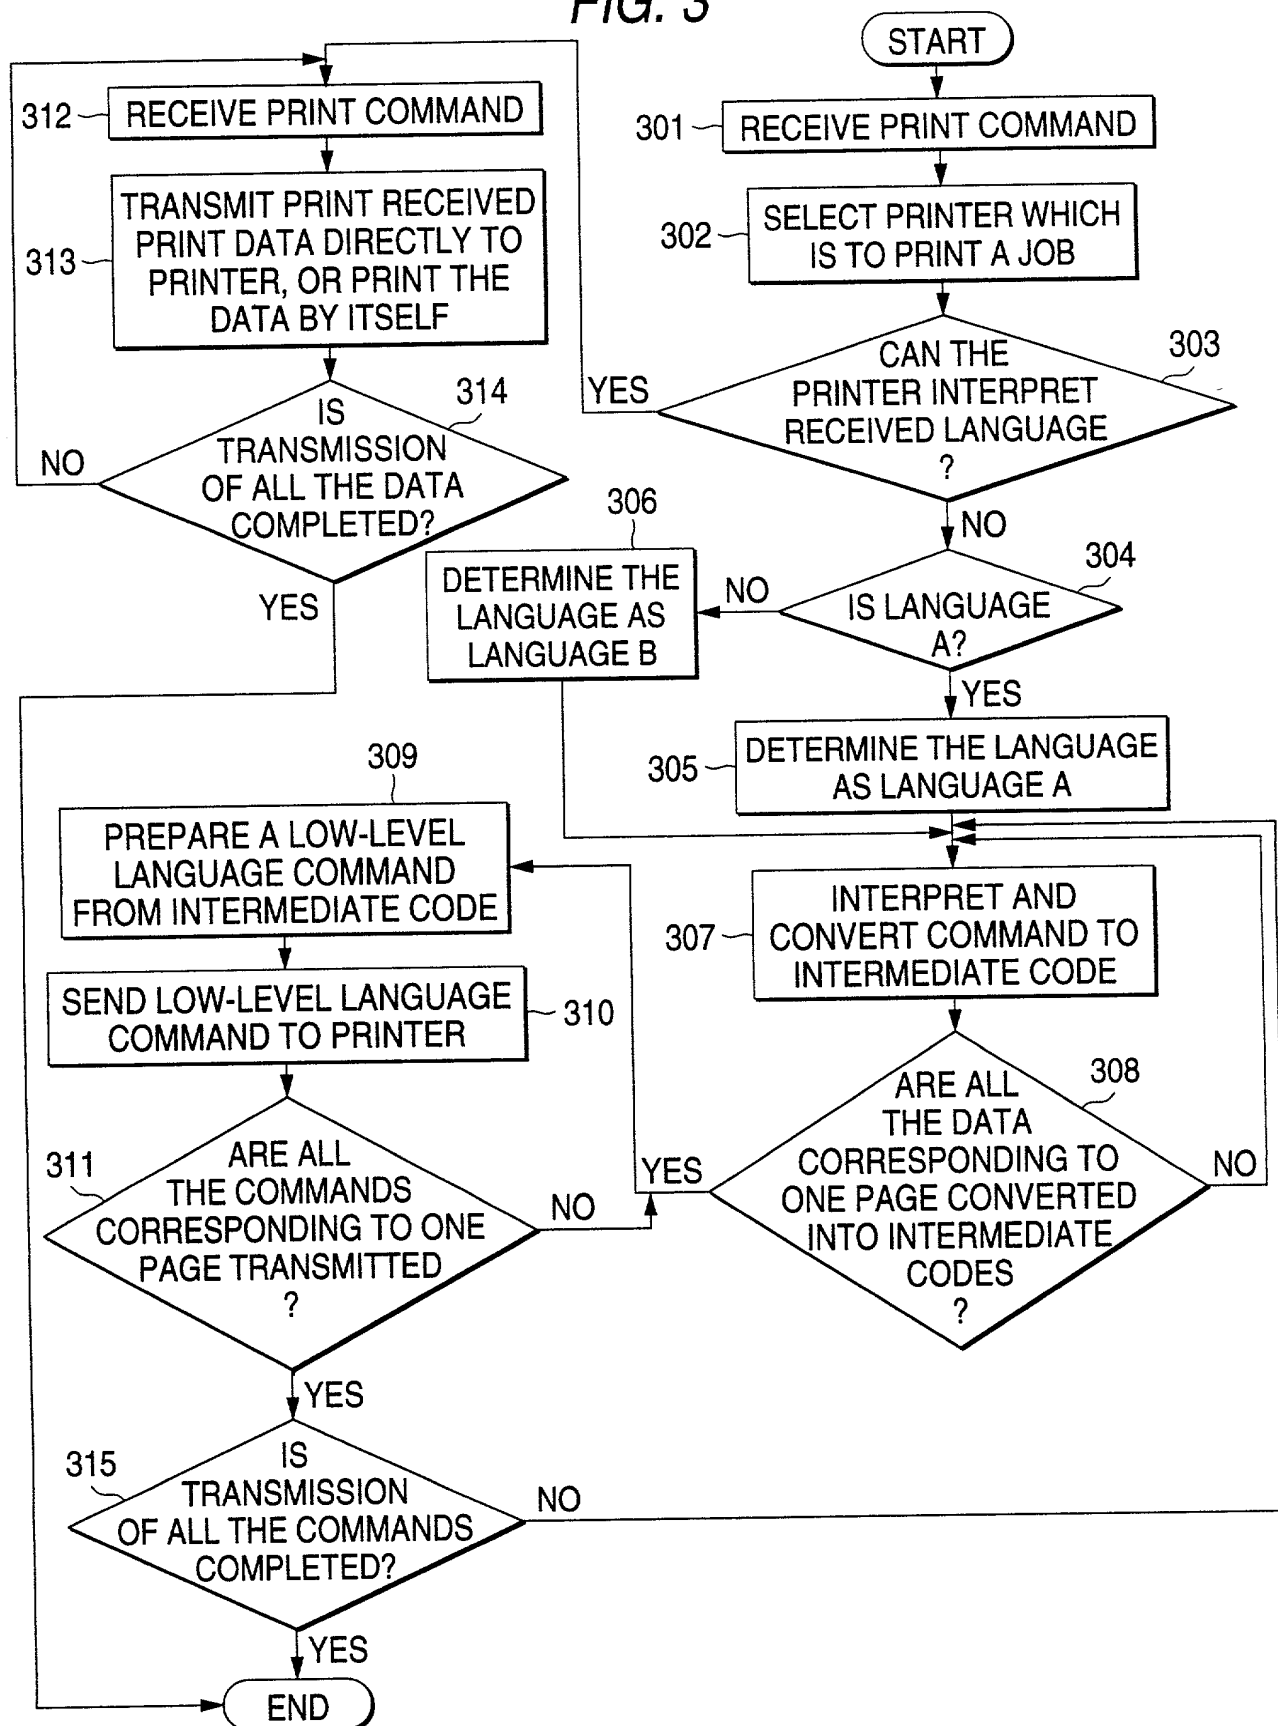 FIG. 3
START
301
RECEIVE PRINT COMMAND
302
SELECT PRINTER WHICH
IS TO PRINT A JOB
303
CAN THE
PRINTER INTERPRET
RECEIVED LANGUAGE
?
YES
NO
312
RECEIVE PRINT COMMAND
313
TRANSMIT PRINT RECEIVED
PRINT DATA DIRECTLY TO
PRINTER, OR PRINT THE
DATA BY ITSELF
314
IS
TRANSMISSION
OF ALL THE DATA
COMPLETED?
NO
YES
304
IS LANGUAGE
A?
NO
YES
306
DETERMINE THE
LANGUAGE AS
LANGUAGE B
305
DETERMINE THE LANGUAGE
AS LANGUAGE A
307
INTERPRET AND
CONVERT COMMAND TO
INTERMEDIATE CODE
308
ARE ALL
THE DATA
CORRESPONDING TO
ONE PAGE CONVERTED
INTO INTERMEDIATE
CODES
?
NO
YES
309
PREPARE A LOW-LEVEL
LANGUAGE COMMAND
FROM INTERMEDIATE CODE
SEND LOW-LEVEL LANGUAGE
COMMAND TO PRINTER
310
311
ARE ALL
THE COMMANDS
CORRESPONDING TO ONE
PAGE TRANSMITTED
?
NO
YES
315
IS
TRANSMISSION
OF ALL THE COMMANDS
COMPLETED?
NO
YES
END